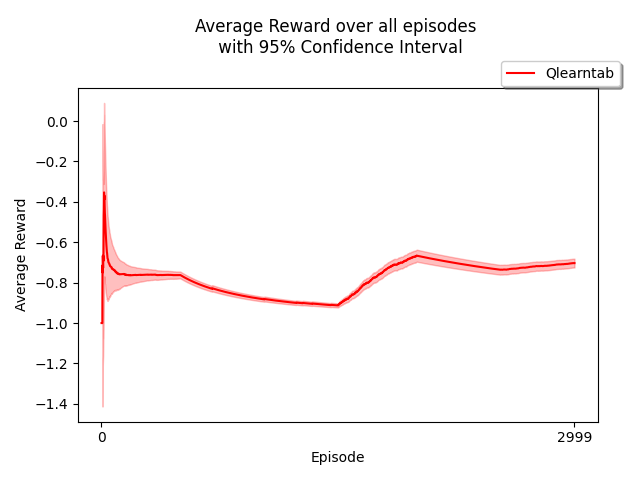 Average Reward over all episodes
with 95% Confidence Interval
Qlearntab
0.0
−0.2
−0.4
−0.6
−0.8
−1.0
−1.2
−1.4
Average Reward
0
2999
Episode